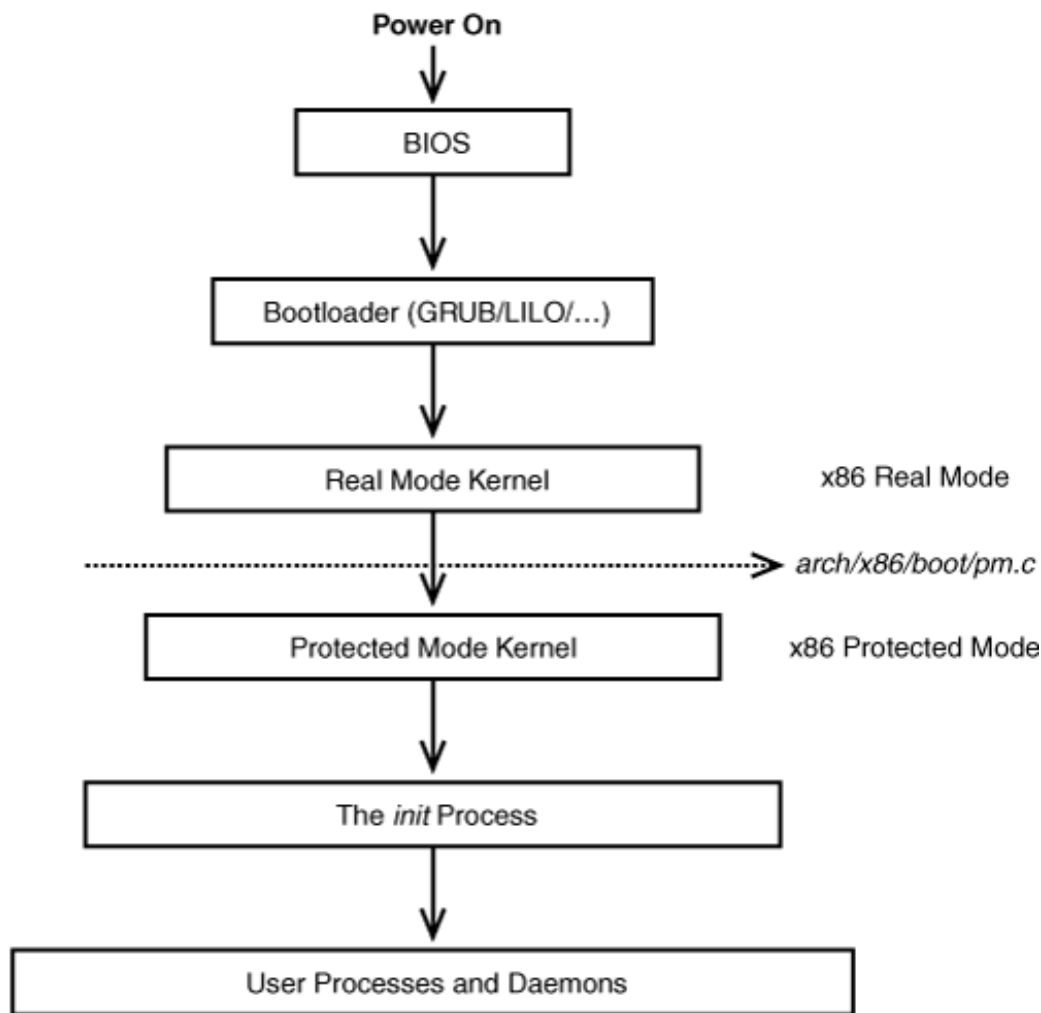 Power On
BIOS
Bootloader (GRUB/LILO/…)
Real Mode Kernel
x86 Real Mode
arch/x86/boot/pm.c
Protected Mode Kernel
x86 Protected Mode
The init Process
User Processes and Daemons